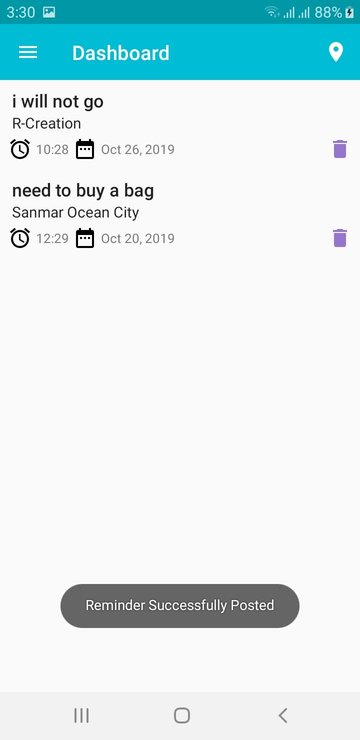 3:30 88%
Dashboard
i will not go
R-Creation
10:28 Oct 26, 2019
need to buy a bag
Sanmar Ocean City
12:29 Oct 20, 2019
Reminder Successfully Posted